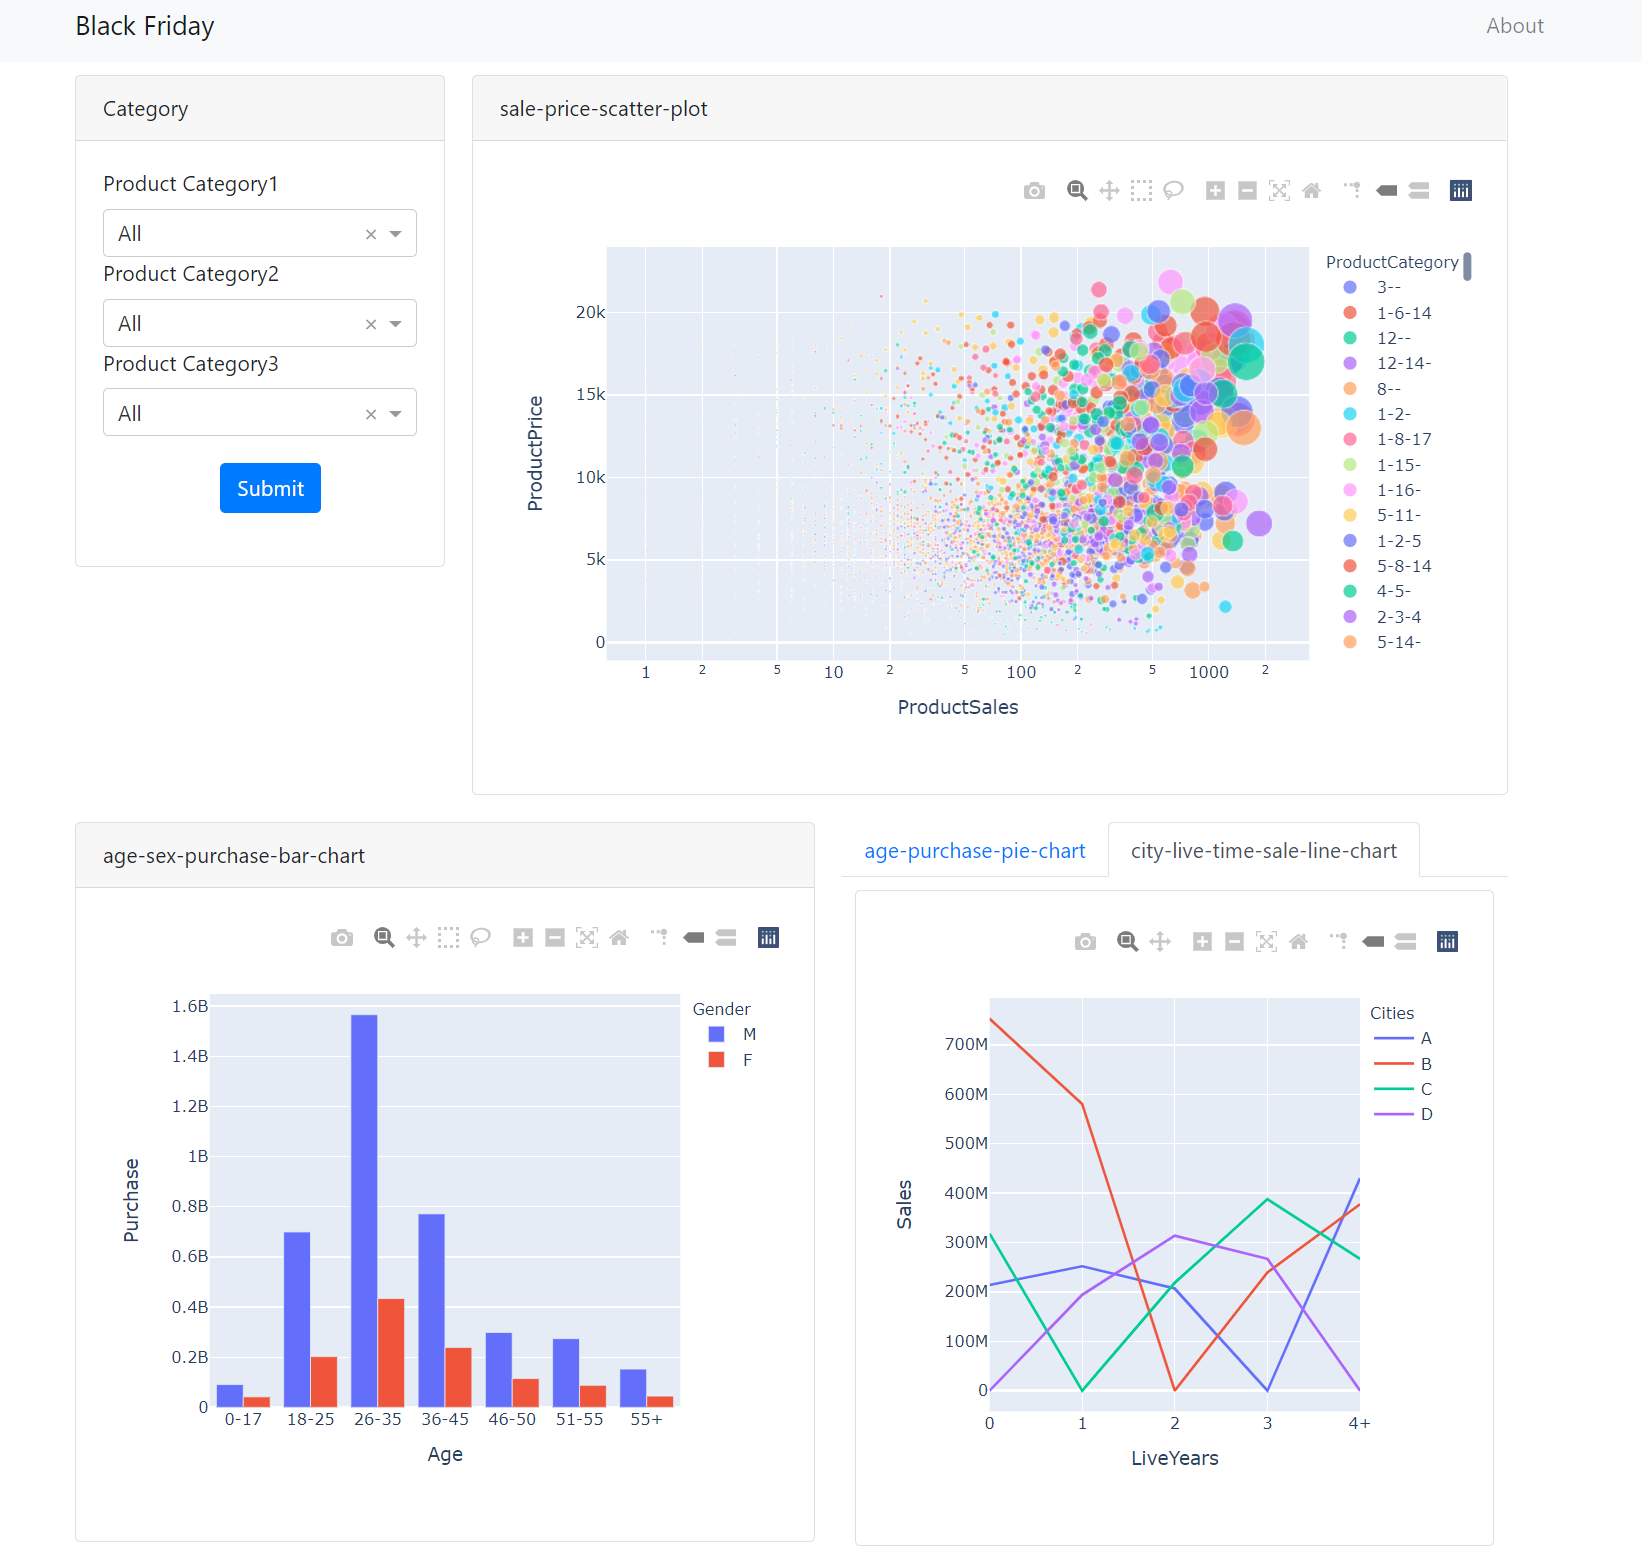 Black Friday
About
Category
Product Category1
All
Product Category2
All
Product Category3
All
Submit
sale-price-scatter-plot
ProductPrice
20k
15k
10k
5k
0
1 2 5 10 2 5 100 2 5 1000 2
ProductSales
ProductCategory
3--
1-6-14
12--
12-14-
8--
1-2-
1-8-17
1-15-
1-16-
5-11-
1-2-5
5-8-14
4-5-
2-3-4
5-14-
age-sex-purchase-bar-chart
Purchase
1.6B
1.4B
1.2B
1B
0.8B
0.6B
0.4B
0.2B
0
0-17 18-25 26-35 36-45 46-50 51-55 55+
Age
Gender
M
F
age-purchase-pie-chart
city-live-time-sale-line-chart
Sales
700M
600M
500M
400M
300M
200M
100M
0
0 1 2 3 4+
LiveYears
Cities
A
B
C
D